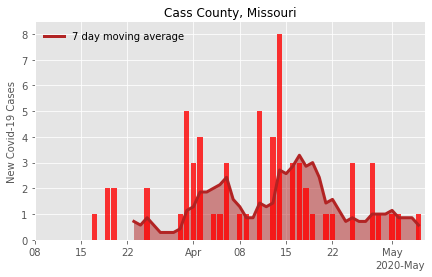 Cass County, Missouri
7 day moving average
New Covid-19 Cases
8
7
6
5
4
3
2
1
0
08 15 22 Apr 08 15 22 May
2020-May